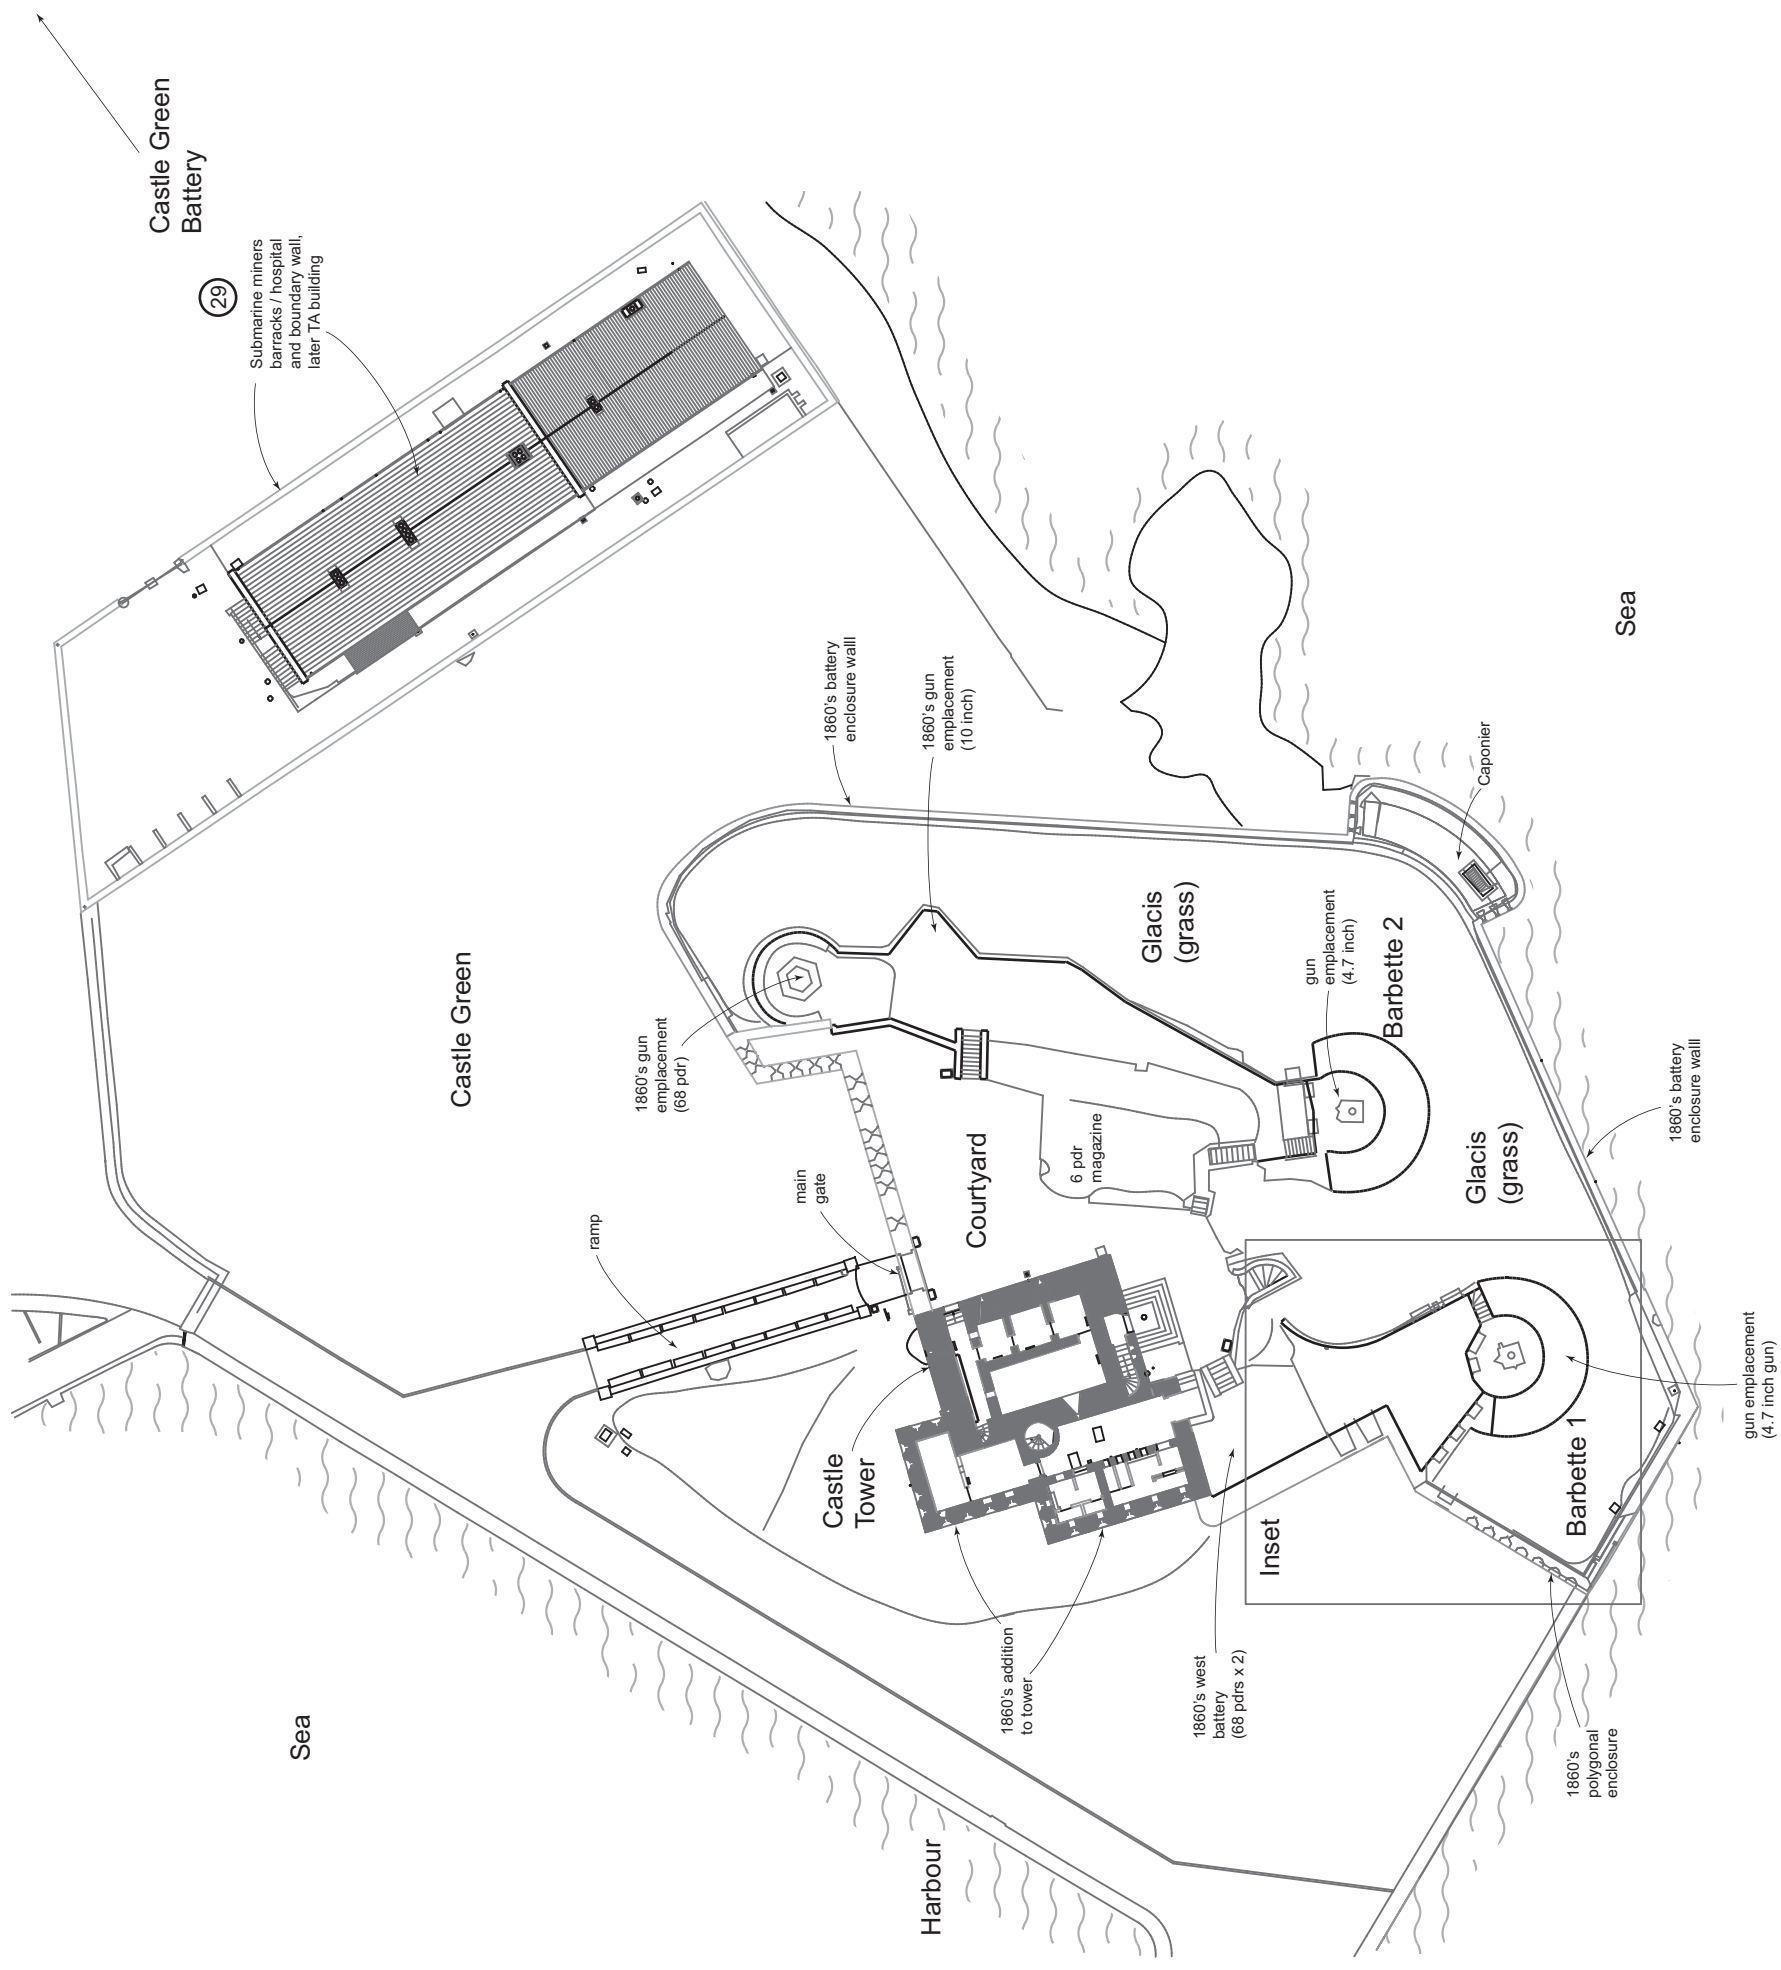 Castle Green
Battery
29
Submarine miners
barracks / hospital
and boundary wall,
later TA building
Castle Green
1860's battery
enclosure walll
1860's gun
emplacement
(10 inch)
Sea
Caponier
Glacis
(grass)
gun
emplacement
(4.7 inch)
Barbette 2
1860's gun
emplacement
(68 pdr)
main
gate
ramp
Courtyard
6 pdr
magazine
Glacis
(grass)
1860's battery
enclosure walll
Castle
Tower
Inset
Barbette 1
gun emplacement
(4.7 inch gun)
1860's addition
to tower
1860's west
battery
(68 pdrs x 2)
1860's
polygonal
enclosure
Sea
Harbour